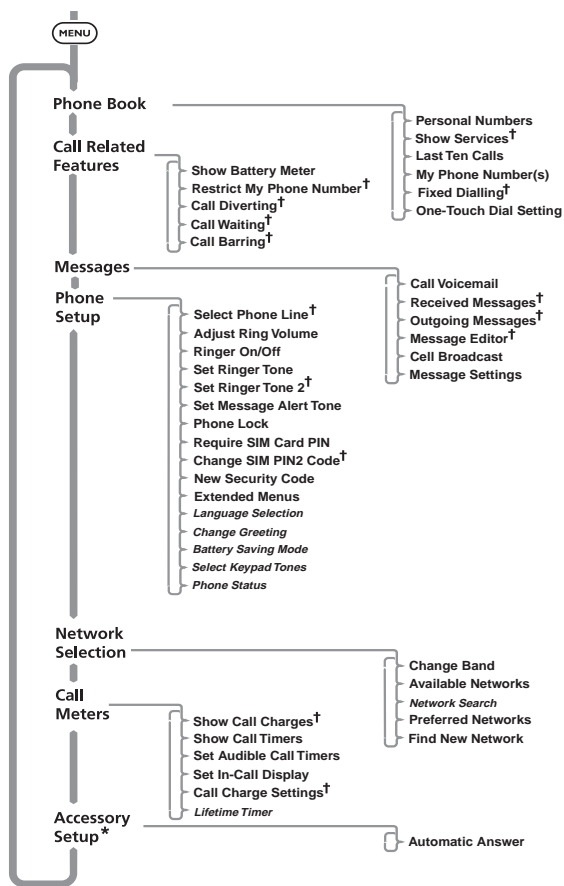 MENU
Phone Book
Personal Numbers
Show Services†
Last Ten Calls
My Phone Number(s)
Fixed Dialling†
One-Touch Dial Setting
Call Related
Features
Show Battery Meter
Restrict My Phone Number†
Call Diverting†
Call Waiting†
Call Barring†
Messages
Call Voicemail
Received Messages†
Outgoing Messages†
Message Editor†
Cell Broadcast
Message Settings
Phone
Setup
Select Phone Line†
Adjust Ring Volume
Ringer On/Off
Set Ringer Tone
Set Ringer Tone 2†
Set Message Alert Tone
Phone Lock
Require SIM Card PIN
Change SIM PIN2 Code†
New Security Code
Extended Menus
Language Selection
Change Greeting
Battery Saving Mode
Select Keypad Tones
Phone Status
Network
Selection
Change Band
Available Networks
Network Search
Preferred Networks
Find New Network
Call
Meters
Show Call Charges†
Show Call Timers
Set Audible Call Timers
Set In-Call Display
Call Charge Settings†
Lifetime Timer
Accessory
Setup*
Automatic Answer